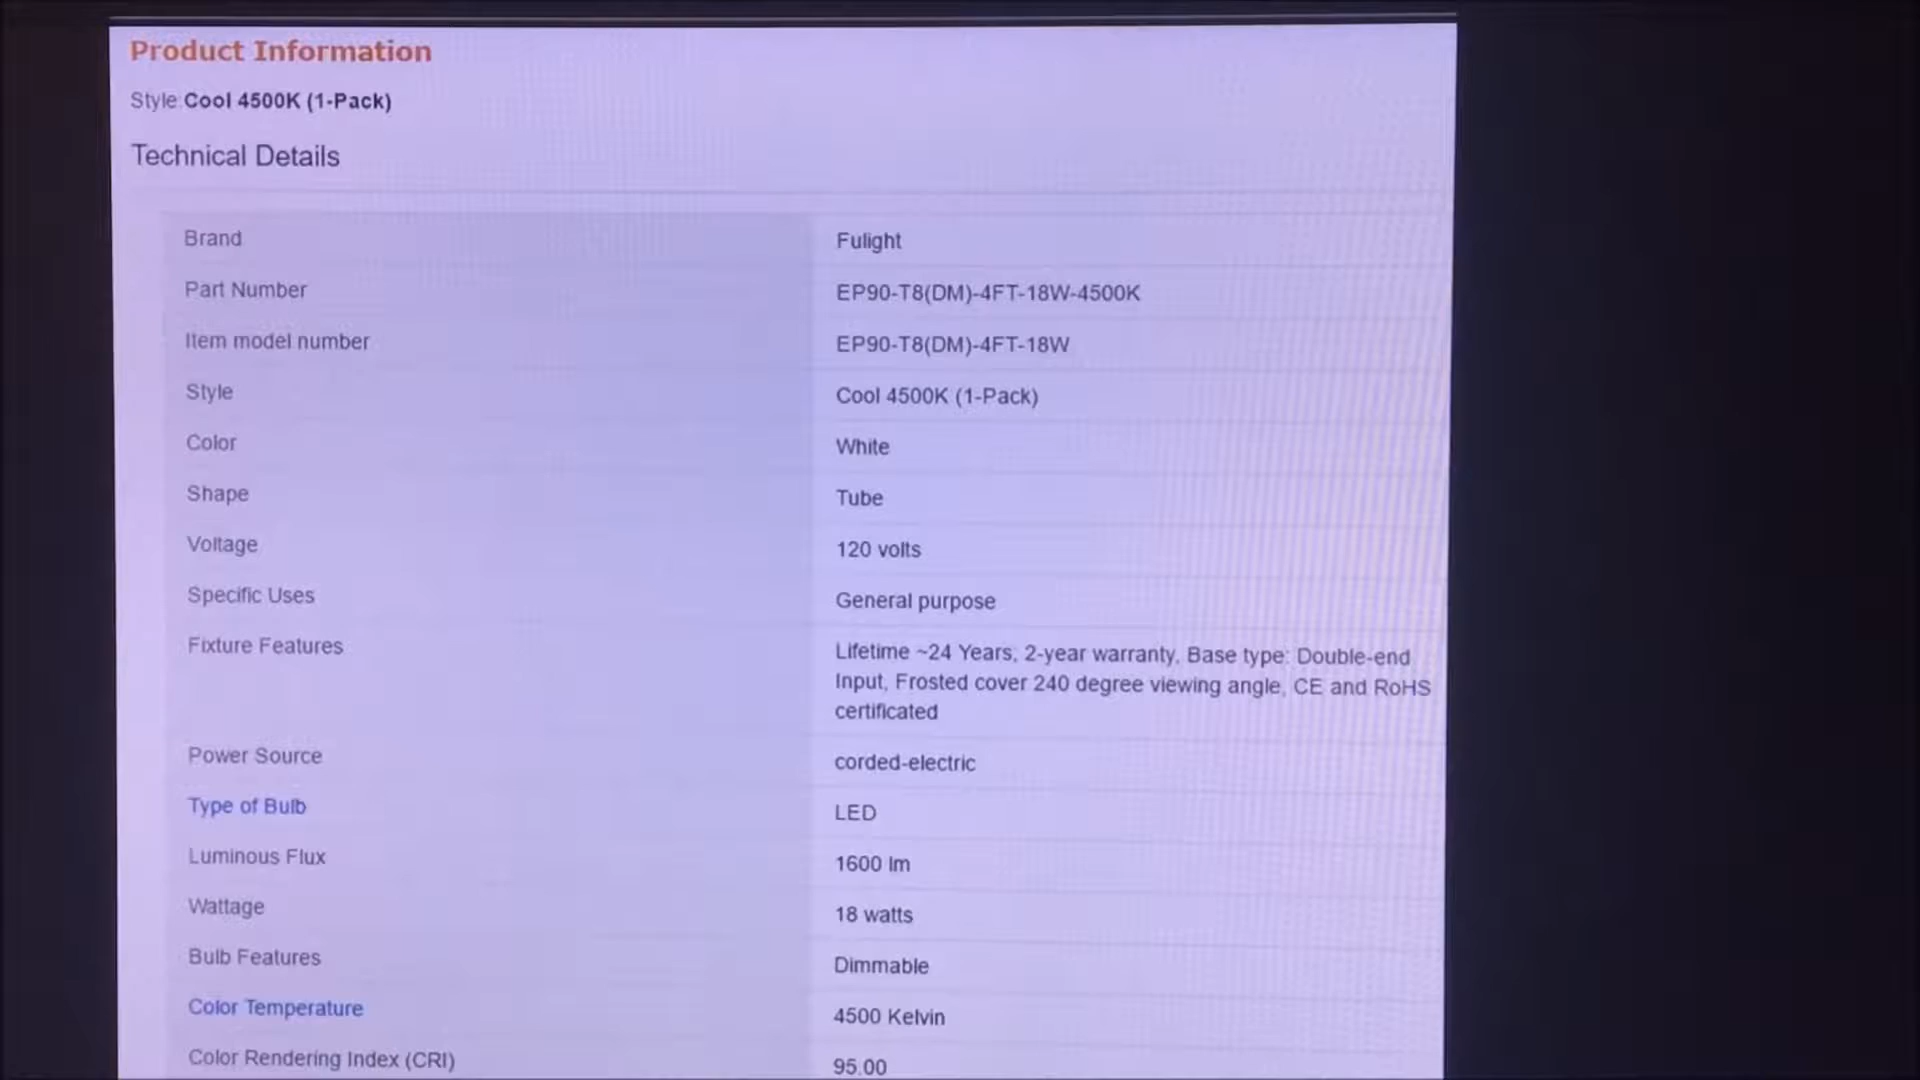 Product Information
Style:Cool 4500K (1-Pack)
Technical Details
Brand Fulight
Part Number EP90-T8(DM)-4FT-18W-4500K
Item model number EP90-T8(DM)-4FT-18W
Style Cool 4500K (1-Pack)
Color White
Shape Tube
Voltage 120 volts
Specific Uses General purpose
Fixture Features Lifetime ~24 Years, 2-year warranty, Base type: Double-end
Input, Frosted cover 240 degree viewing angle, CE and RoHS
certificated
Power Source corded-electric
Type of Bulb LED
Luminous Flux 1600 lm
Wattage 18 watts
Bulb Features Dimmable
Color Temperature 4500 Kelvin
Color Rendering Index (CRI) 95.00